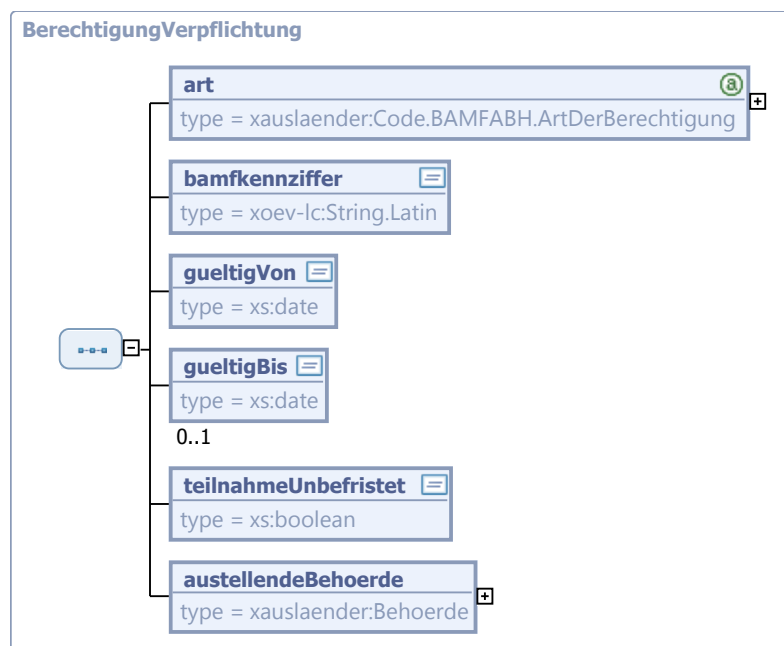 BerechtigungVerpflichtung
art
type = xauslaender:Code.BAMFABH.ArtDerBerechtigung
bamfkennziffer
type = xoev-lc:String.Latin
gueltigVon
type = xs:date
gueltigBis
type = xs:date
0..1
teilnahmeUnbefristet
type = xs:boolean
austellendeBehoerde
type = xauslaender:Behoerde